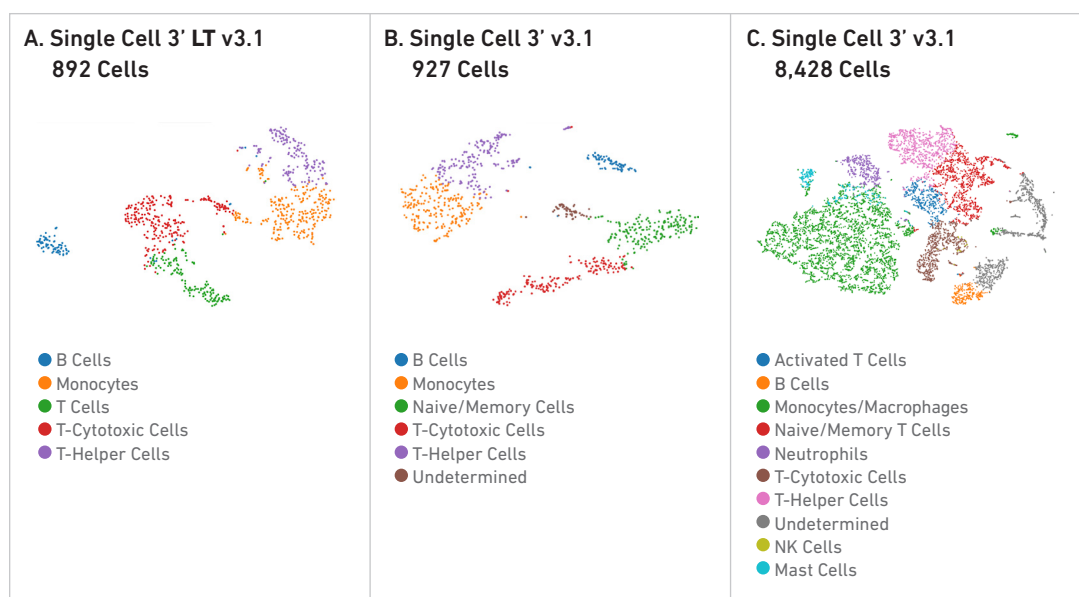 A. Single Cell 3’ LT v3.1
892 Cells
B Cells
Monocytes
T Cells
T-Cytotoxic Cells
T-Helper Cells
B. Single Cell 3’ v3.1
927 Cells
B Cells
Monocytes
Naive/Memory Cells
T-Cytotoxic Cells
T-Helper Cells
Undetermined
C. Single Cell 3’ v3.1
8,428 Cells
Activated T Cells
B Cells
Monocytes/Macrophages
Naive/Memory T Cells
Neutrophils
T-Cytotoxic Cells
T-Helper Cells
Undetermined
NK Cells
Mast Cells